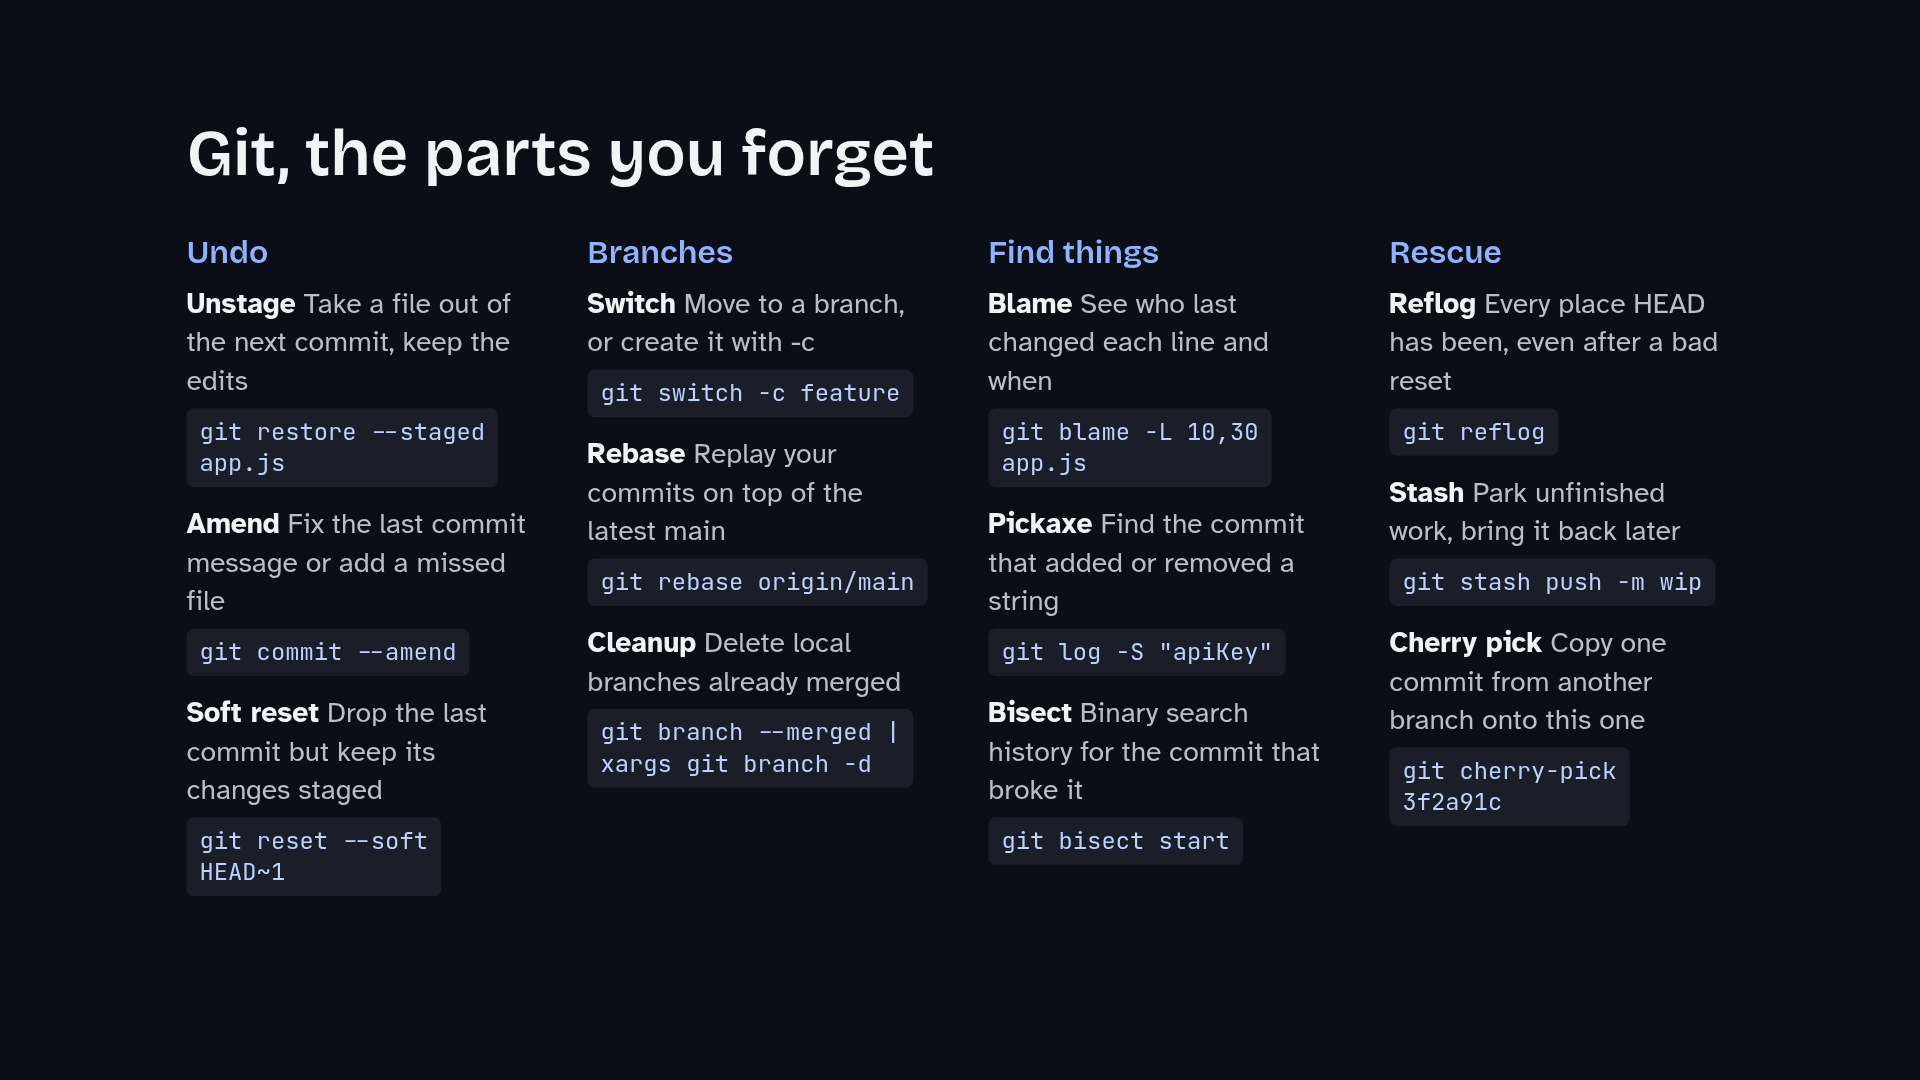 Git, the parts you forget
Undo
Unstage Take a file out of
the next commit, keep the
edits
git restore --staged
app.js
Amend Fix the last commit
message or add a missed
file
git commit --amend
Soft reset Drop the last
commit but keep its
changes staged
git reset --soft
HEAD~1
Branches
Switch Move to a branch,
or create it with -c
git switch -c feature
Rebase Replay your
commits on top of the
latest main
git rebase origin/main
Cleanup Delete local
branches already merged
git branch --merged |
xargs git branch -d
Find things
Blame See who last
changed each line and
when
git blame -L 10,30
app.js
Pickaxe Find the commit
that added or removed a
string
git log -S "apiKey"
Bisect Binary search
history for the commit that
broke it
git bisect start
Rescue
Reflog Every place HEAD
has been, even after a bad
reset
git reflog
Stash Park unfinished
work, bring it back later
git stash push -m wip
Cherry pick Copy one
commit from another
branch onto this one
git cherry-pick
3f2a91c